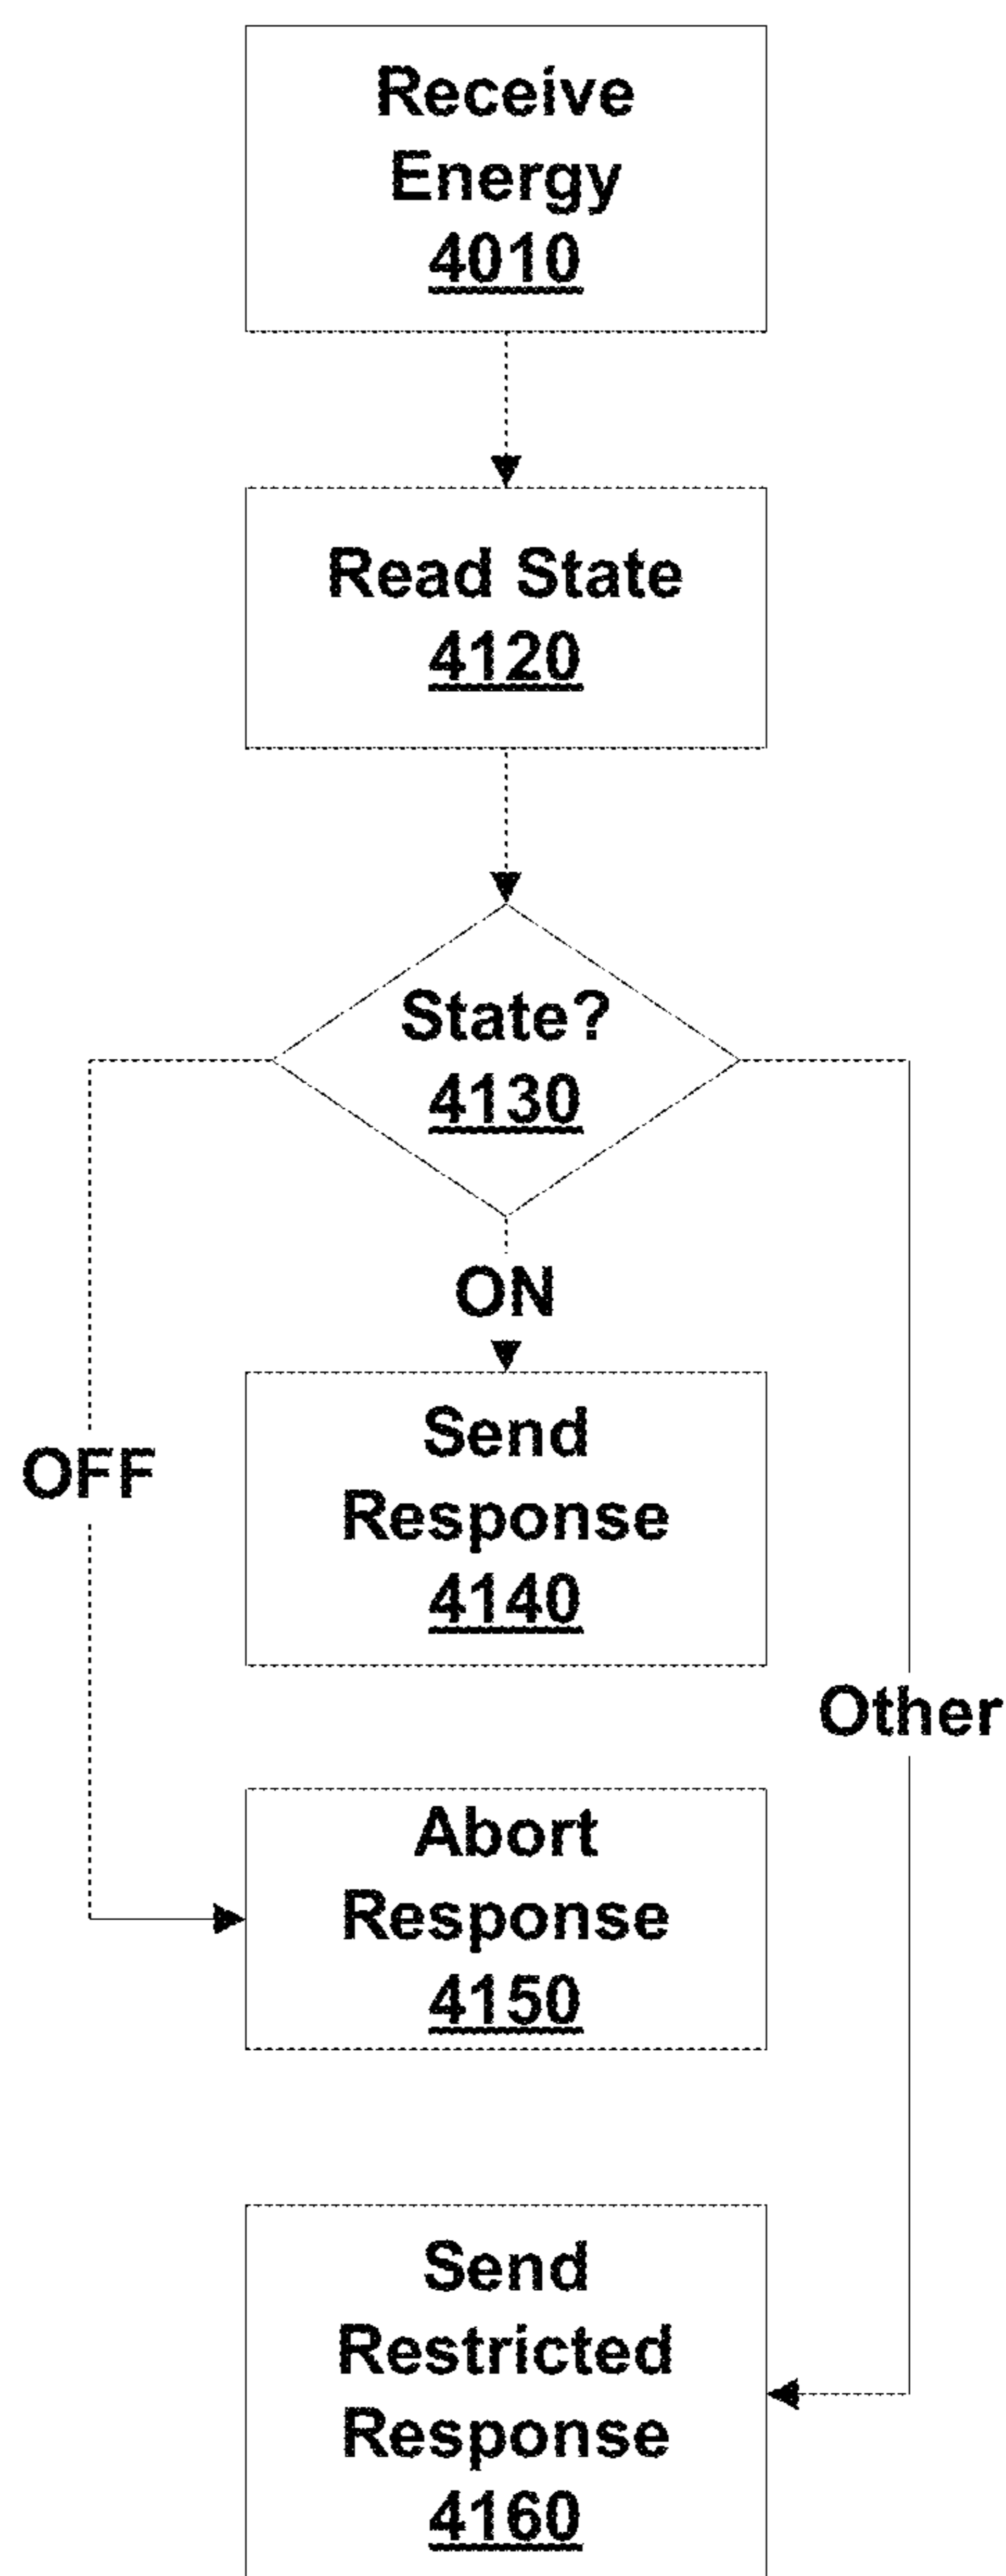 Receive
Energy
4010
Read State
4120
State?
4130
ON
Send
Response
4140
OFF
Other
Abort
Response
4150
Send
Restricted
Response
4160